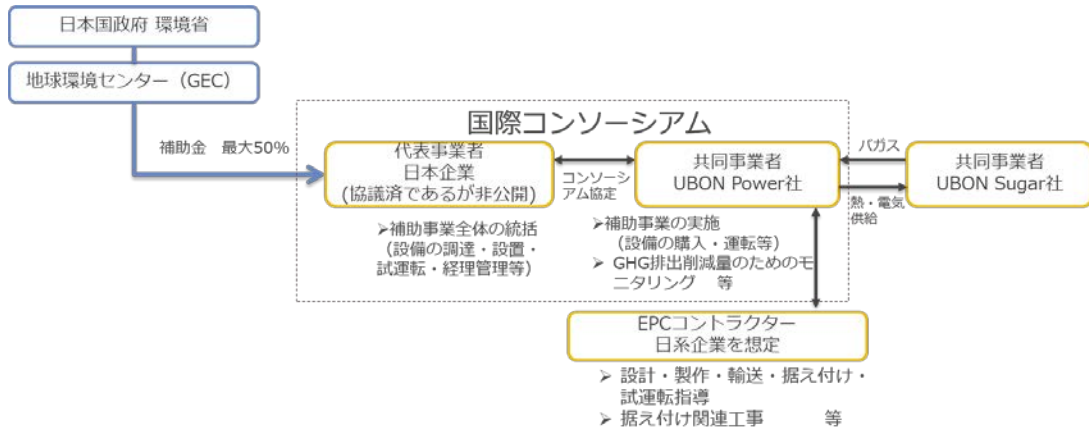 日本国政府 環境省
地球環境センター（GEC）
補助金　最大50%
国際コンソーシアム
代表事業者
日本企業
(協議済であるが非公開)
コンソーシ
アム協定
共同事業者
UBON Power社
バガス
熱・電気
供給
共同事業者
UBON Sugar社
➢補助事業全体の統括
（設備の調達・設置・
試運転・経理管理等）
➢補助事業の実施
（設備の購入・運転等）
➢ GHG排出削減量のためのモ
ニタリング　等
EPCコントラクター
日系企業を想定
➢ 設計・製作・輸送・据え付け・
試運転指導
➢ 据え付け関連工事　　等